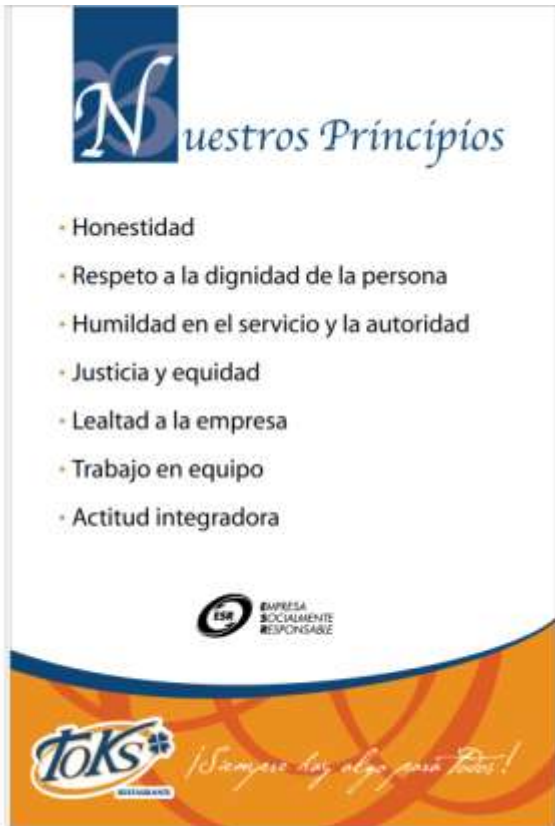 Nuestros Principios
• Honestidad
• Respeto a la dignidad de la persona
• Humildad en el servicio y la autoridad
• Justicia y equidad
• Lealtad a la empresa
• Trabajo en equipo
• Actitud integradora
ESR
EMPRESA
SOCIALMENTE
RESPONSABLE
toks
RESTAURANTE
¡Siempre hay algo para Todos!